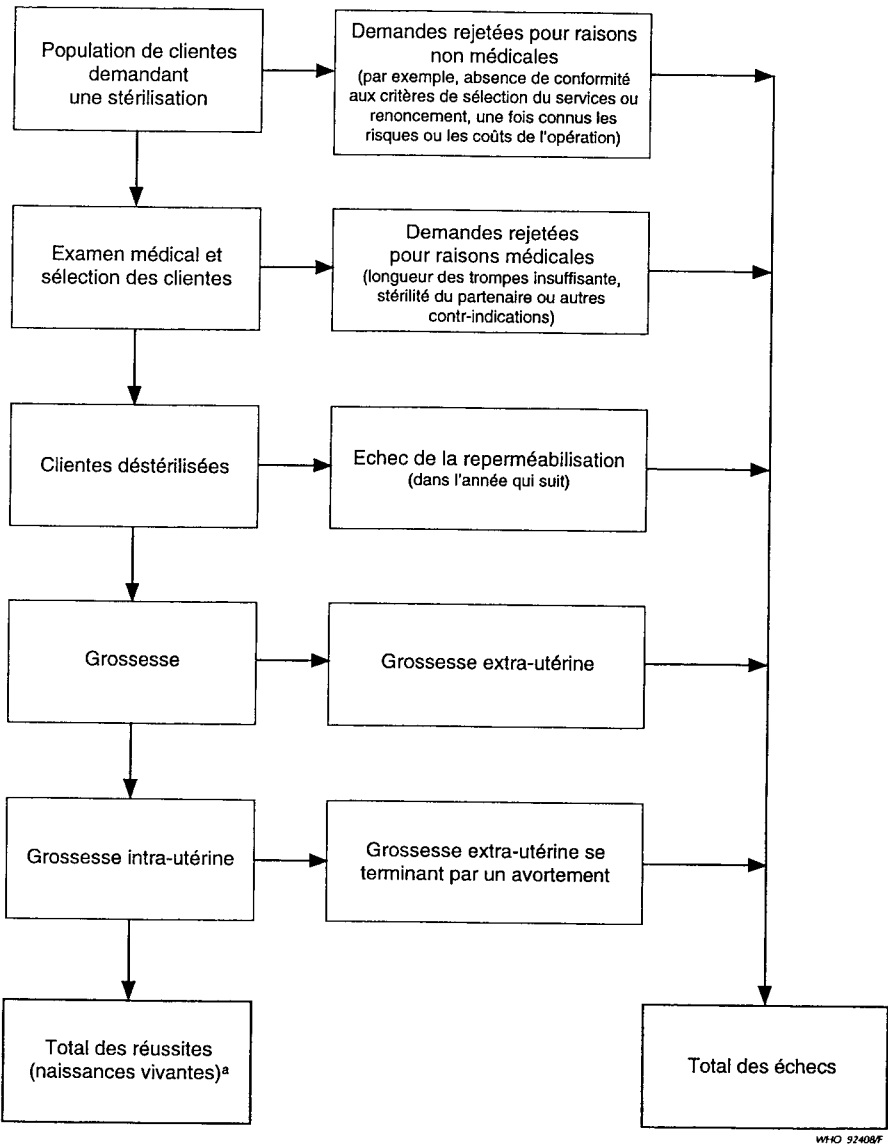 Population de clientes
demandant
une stérilisation
Demandes rejetées pour raisons
non médicales
(par exemple, absence de conformité
aux critères de sélection du services ou
renoncement, une fois connus les
risques ou les coûts de l'opération)
Examen médical et
sélection des clientes
Demandes rejetées
pour raisons médicales
(longueur des trompes insuffisante,
stérilité du partenaire ou autres
contr-indications)
Clientes déstérilisées
Echec de la reperméabilisation
(dans l'année qui suit)
Grossesse
Grossesse extra-utérine
Grossesse intra-utérine
Grossesse extra-utérine se
terminant par un avortement
Total des réussites
(naissances vivantes)ª
Total des échecs
WHO 92408/F